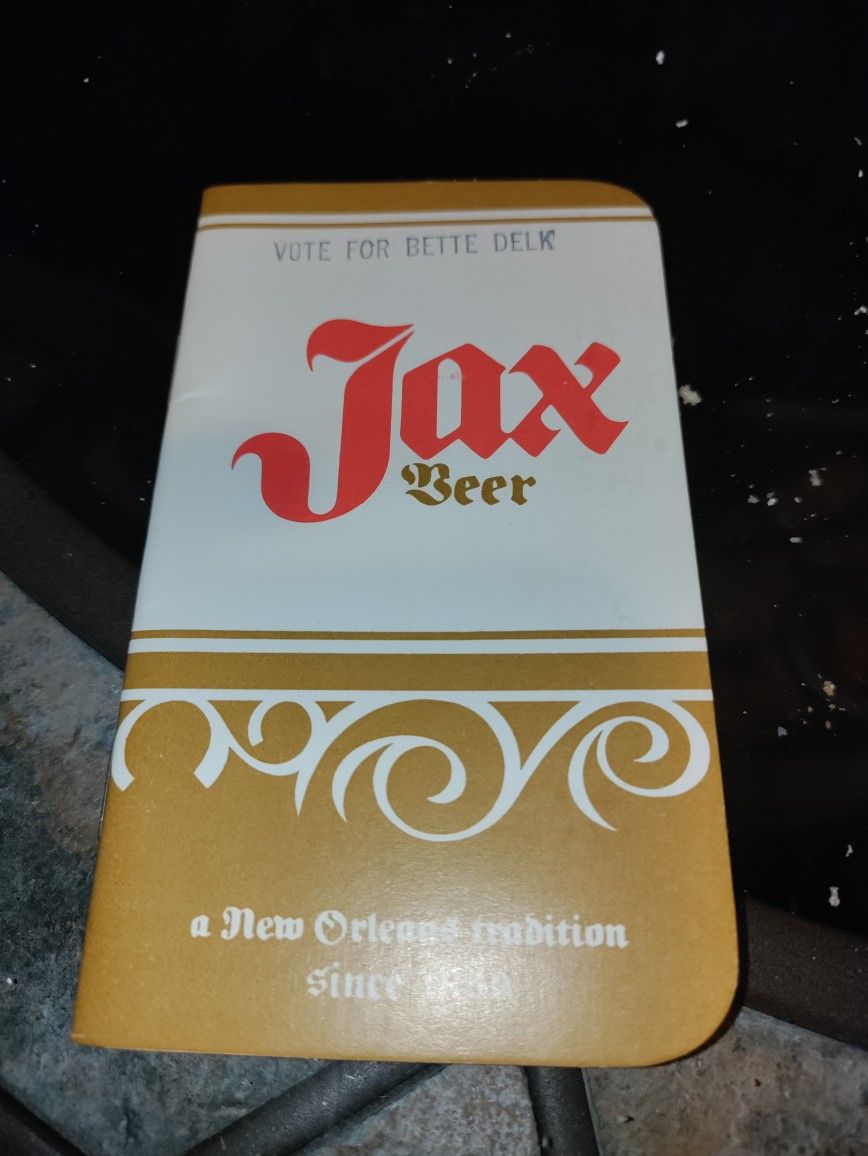 VOTE FOR BETTE DELK
Jax
Beer
a New Orleans tradition
since